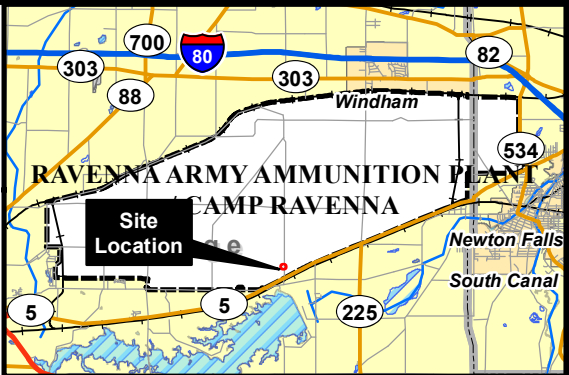 700
80
82
303
303
88
Windham
534
RAVENNA ARMY AMMUNITION PLANT
CAMP RAVENNA
Site
Location
g e
Newton Falls
South Canal
5
5
225